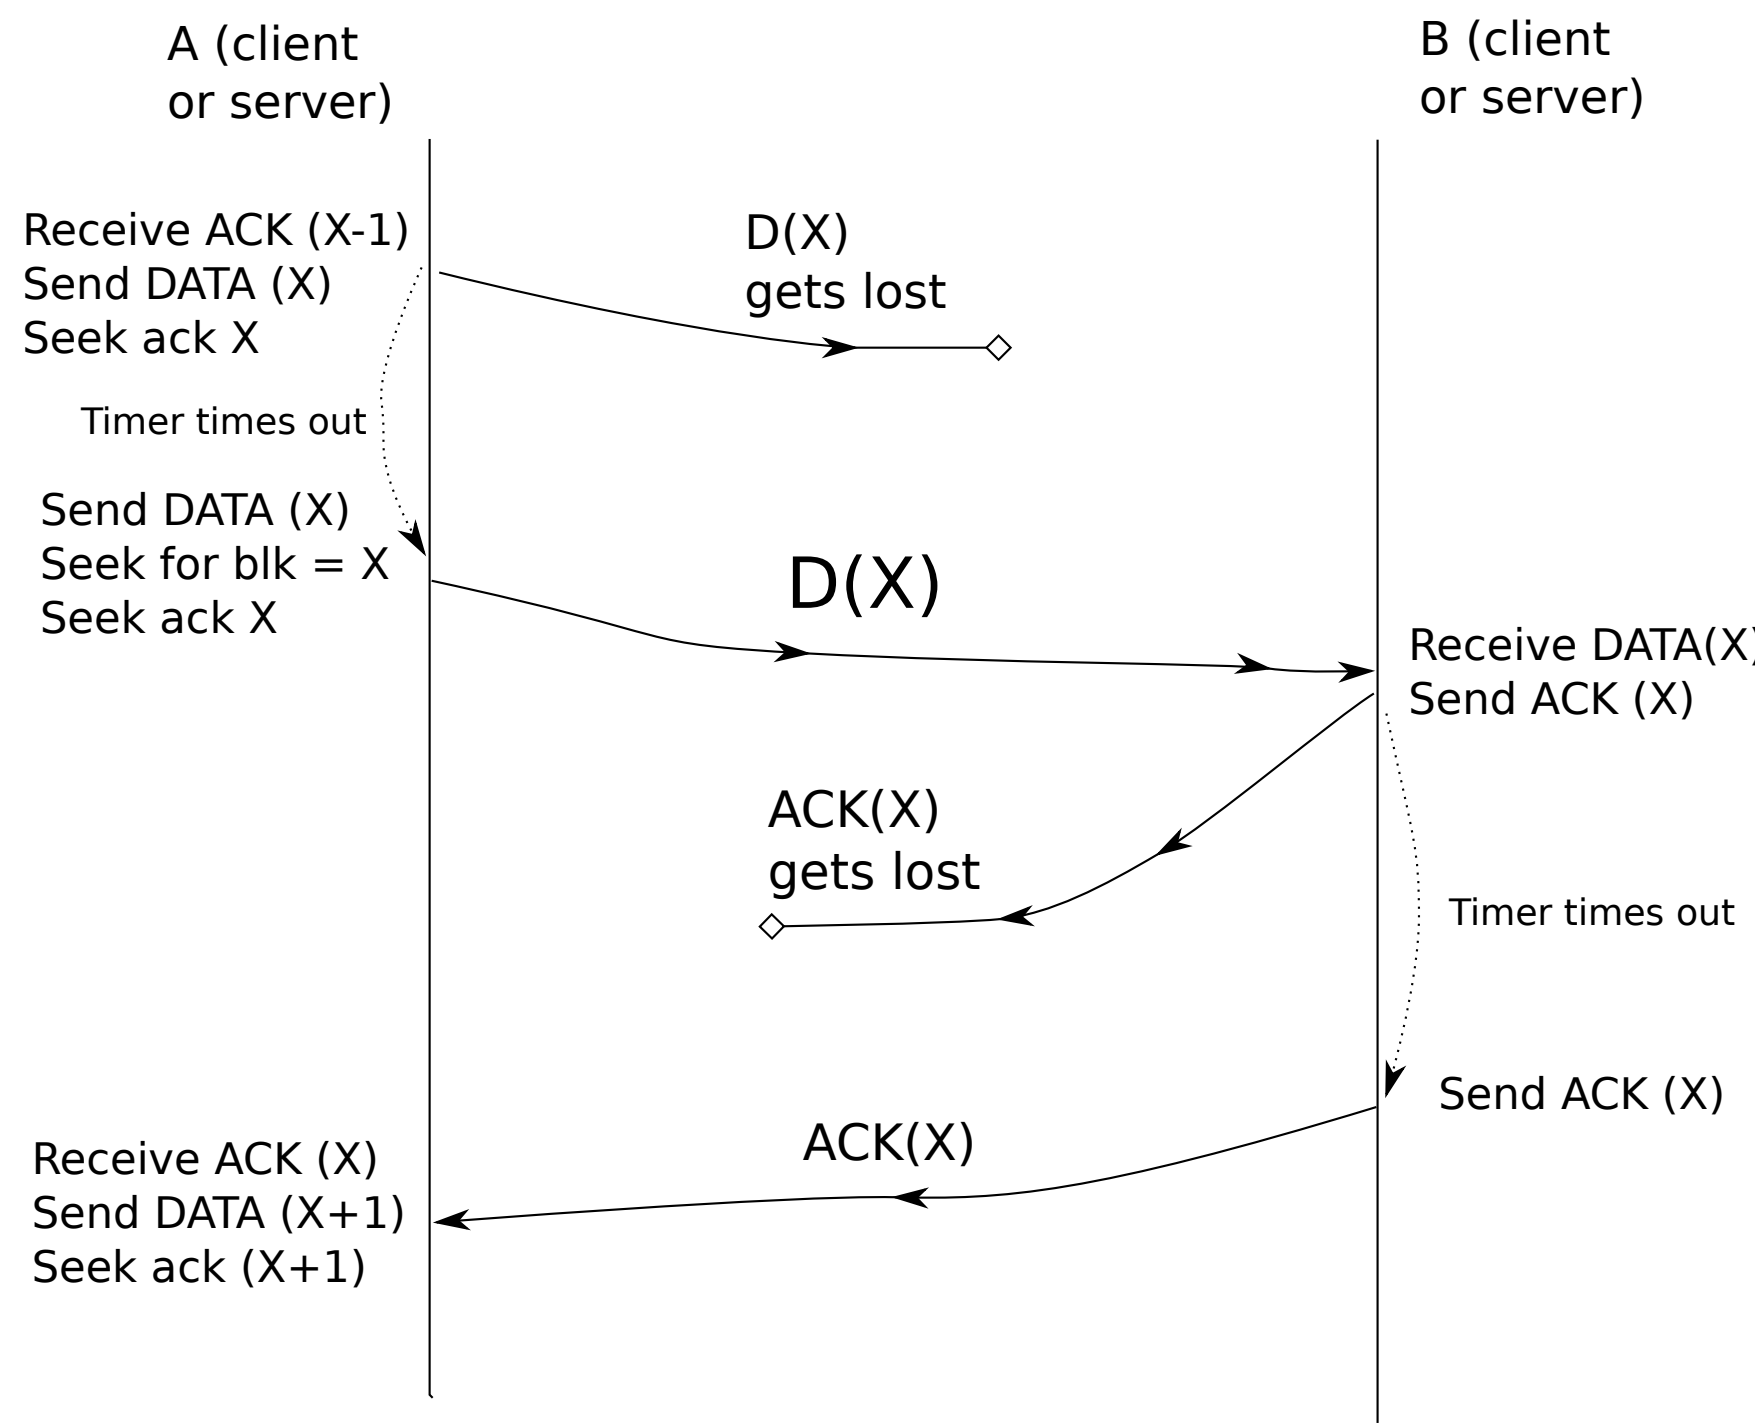 A (client
or server)
B (client
or server)
Receive ACK (X-1)
Send DATA (X)
Seek ack X
D(X)
gets lost
Timer times out
Send DATA (X)
Seek for blk = X
Seek ack X
D(X)
Receive DATA(X)
Send ACK (X)
ACK(X)
gets lost
Timer times out
Send ACK (X)
ACK(X)
Receive ACK (X)
Send DATA (X+1)
Seek ack (X+1)